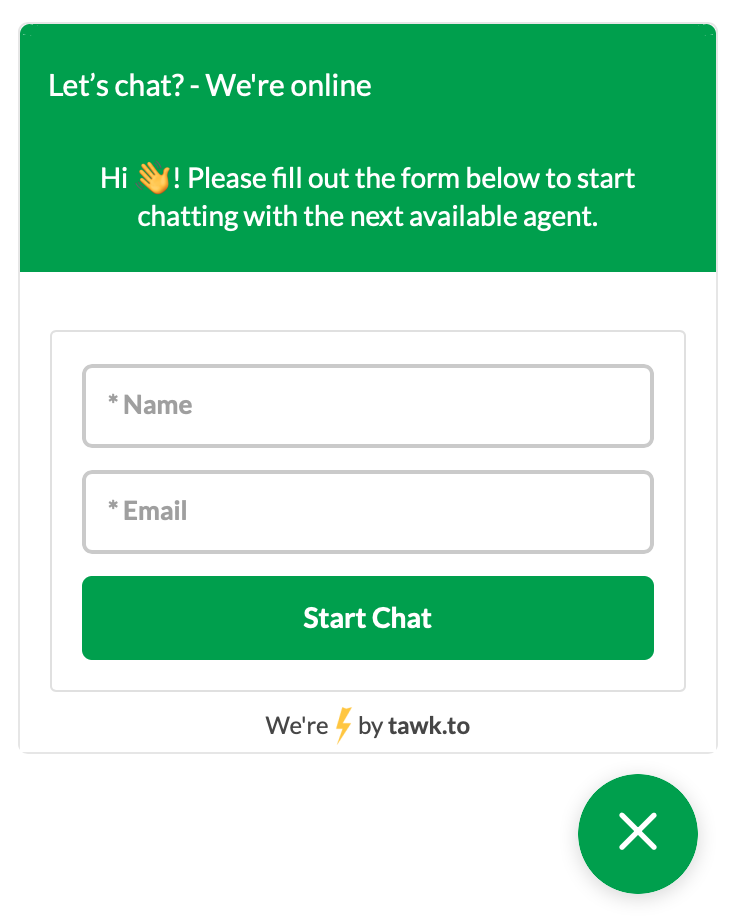 Let’s chat? - We're online
Hi 👋! Please fill out the form below to start
chatting with the next available agent.
* Name
* Email
Start Chat
We're ⚡ by tawk.to